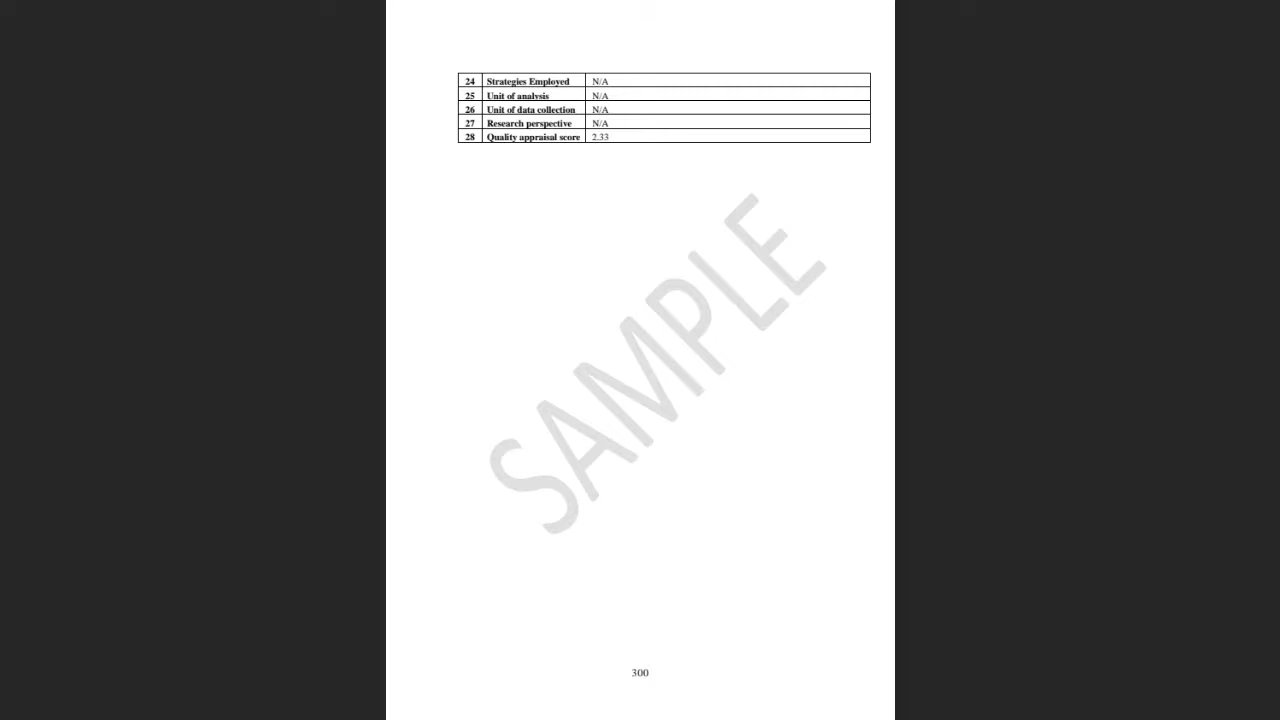 24 Strategies Employed N/A
25 Unit of analysis N/A
26 Unit of data collection N/A
27 Research perspective N/A
28 Quality appraisal score 2.33
SAMPLE
300